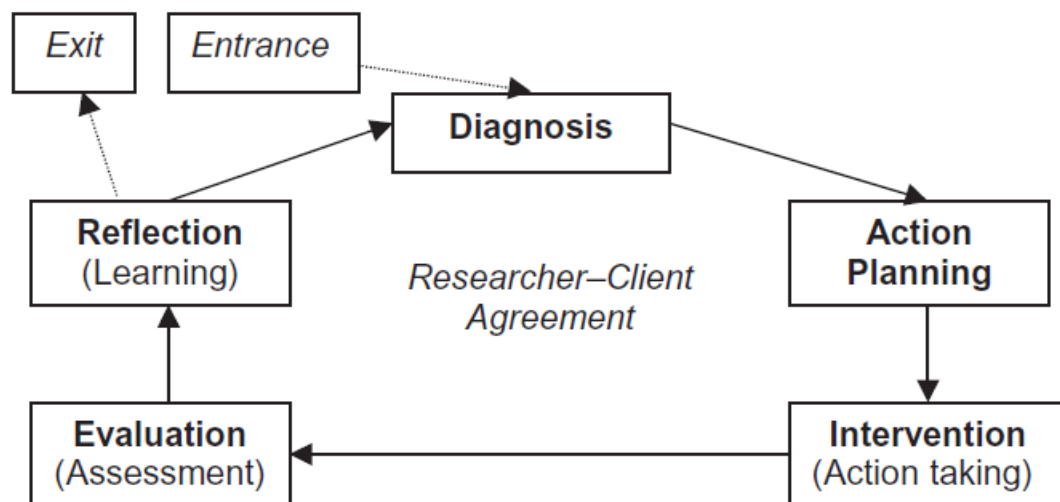 Exit
Entrance
Diagnosis
Reflection
(Learning)
Action
Planning
Researcher–Client
Agreement
Evaluation
(Assessment)
Intervention
(Action taking)